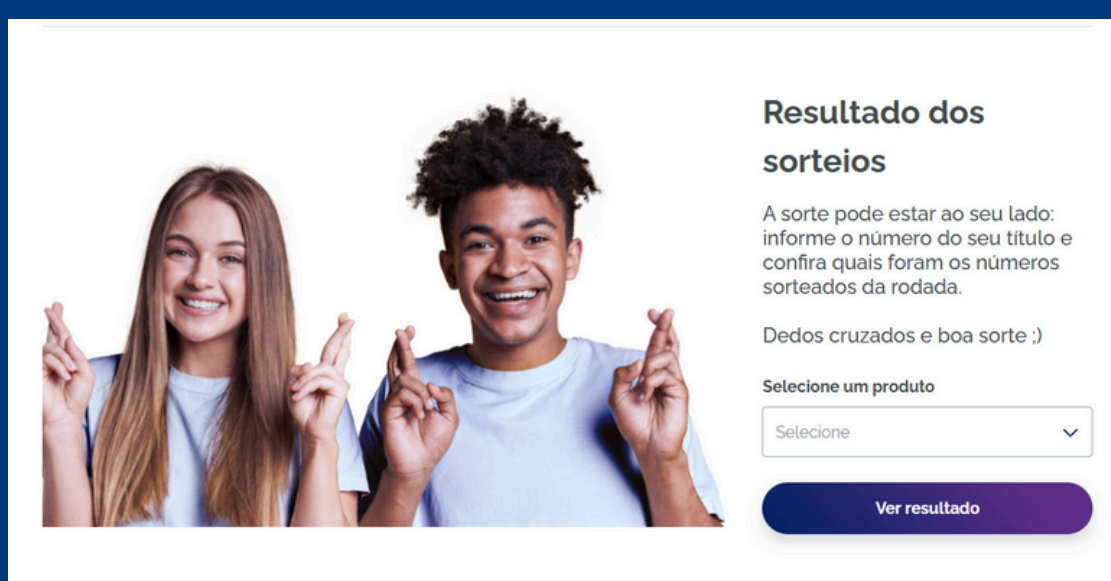 Resultado dos
sorteios
A sorte pode estar ao seu lado:
informe o número do seu título e
confira quais foram os números
sorteados da rodada.
Dedos cruzados e boa sorte ;)
Selecione um produto
Selecione
Ver resultado